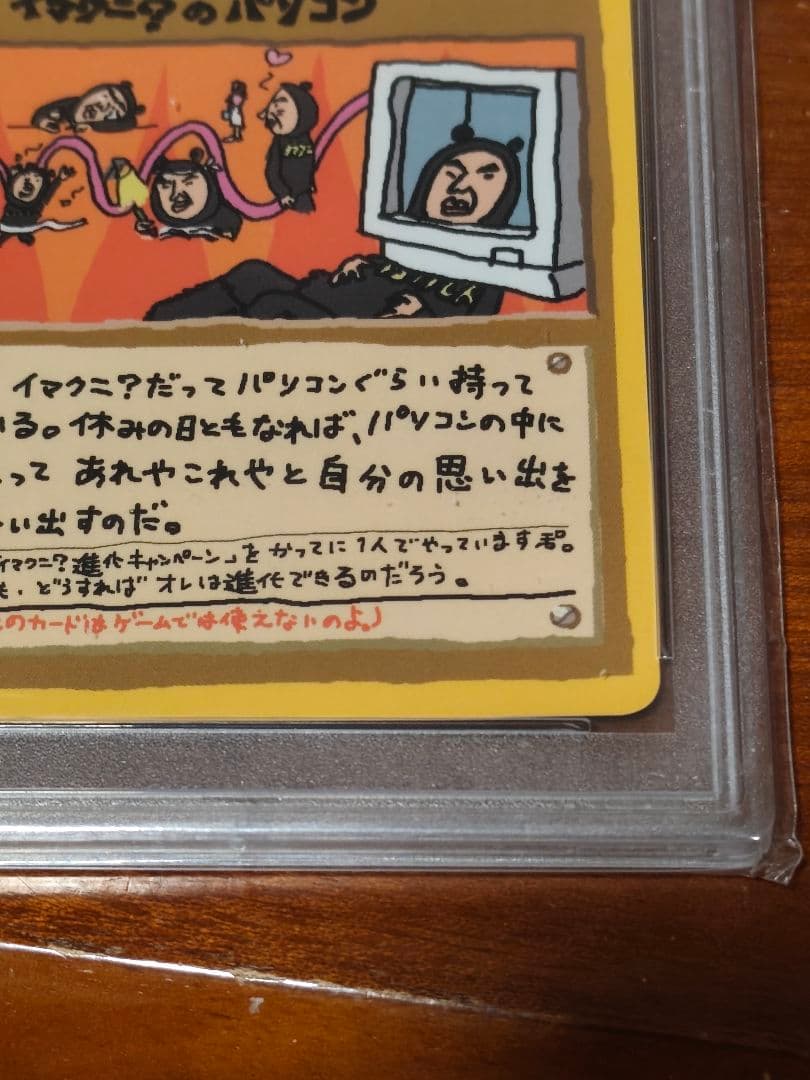 イマクニ?のパソコン
イマクニ?だってパソコンぐらい持って
いる。休みの日ともなれば、パソコンの中に
って あれやこれやと自分の思い出を
い出すのだ。
イマクニ?進化キャンペーン」を かってに1人でやっています。
も、どうすれば オレは進化できるのだろう。
のカードはゲームでは使えないのよ。)